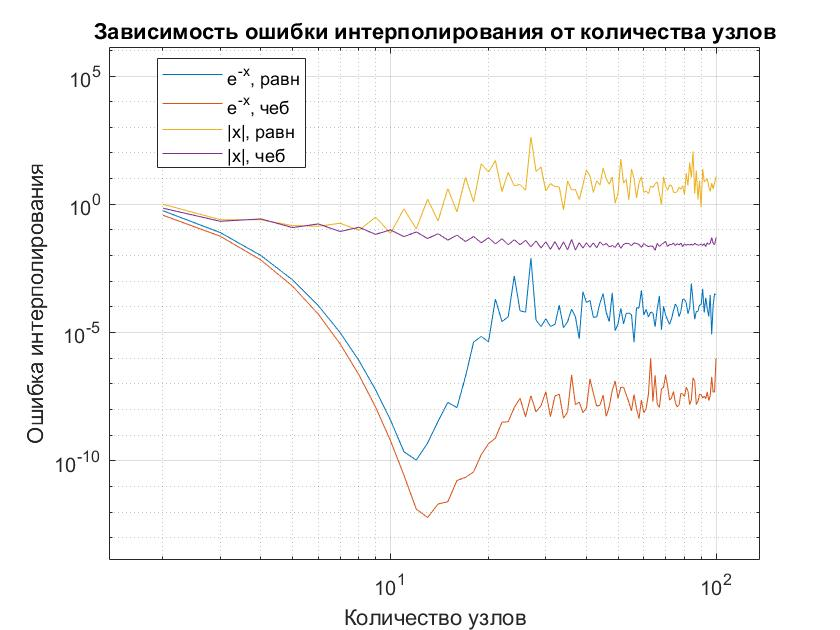 Зависимость ошибки интерполирования от количества узлов
e^-x, равн
e^-x, чеб
|x|, равн
|x|, чеб
10^5
10^0
10^-5
10^-10
Ошибка интерполирования
10^1
10^2
Количество узлов